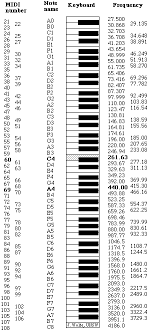 MIDI number Note name Keyboard Frequency
21 22 A0 27.500 29.135
23 B0 30.868
24 25 C1 32.703 34.648
26 27 D1 36.708 38.891
28 E1 41.203
29 30 F1 43.654 46.249
31 32 G1 48.999 51.913
33 34 A1 55.000 58.270
35 B1 61.735
36 37 C2 65.406 69.296
38 39 D2 73.416 77.782
40 E2 82.407
41 42 F2 87.307 92.499
43 44 G2 97.999 103.83
45 46 A2 110.00 116.54
47 B2 123.47
48 49 C3 130.81 138.59
50 51 D3 146.83 155.56
52 E3 164.81
53 54 F3 174.61 185.00
55 56 G3 196.00 207.65
57 58 A3 220.00 233.08
59 B3 246.94
60 61 C4 261.63 277.18
62 63 D4 293.67 311.13
64 E4 329.63
65 66 F4 349.23 369.99
67 68 G4 392.00 415.30
69 70 A4 440.00 466.16
71 B4 493.88
72 73 C5 523.25 554.37
74 75 D5 587.33 622.25
76 E5 659.26
77 78 F5 698.46 739.99
79 80 G5 783.99 830.61
81 82 A5 880.00 932.33
83 B5 987.77
84 85 C6 1046.5 1108.7
86 87 D6 1174.7 1244.5
88 E6 1318.5
89 90 F6 1396.9 1480.0
91 92 G6 1568.0 1661.2
93 94 A6 1760.0 1864.7
95 B6 1975.5
96 97 C7 2093.0 2217.5
98 99 D7 2349.3 2489.0
100 E7 2637.0
101 102 F7 2793.0 2960.0
103 104 G7 3136.0 3322.4
105 106 A7 3520.0 3729.3
107 B7 3951.1
108 C8 J. Wolfe, UNSW 4186.0